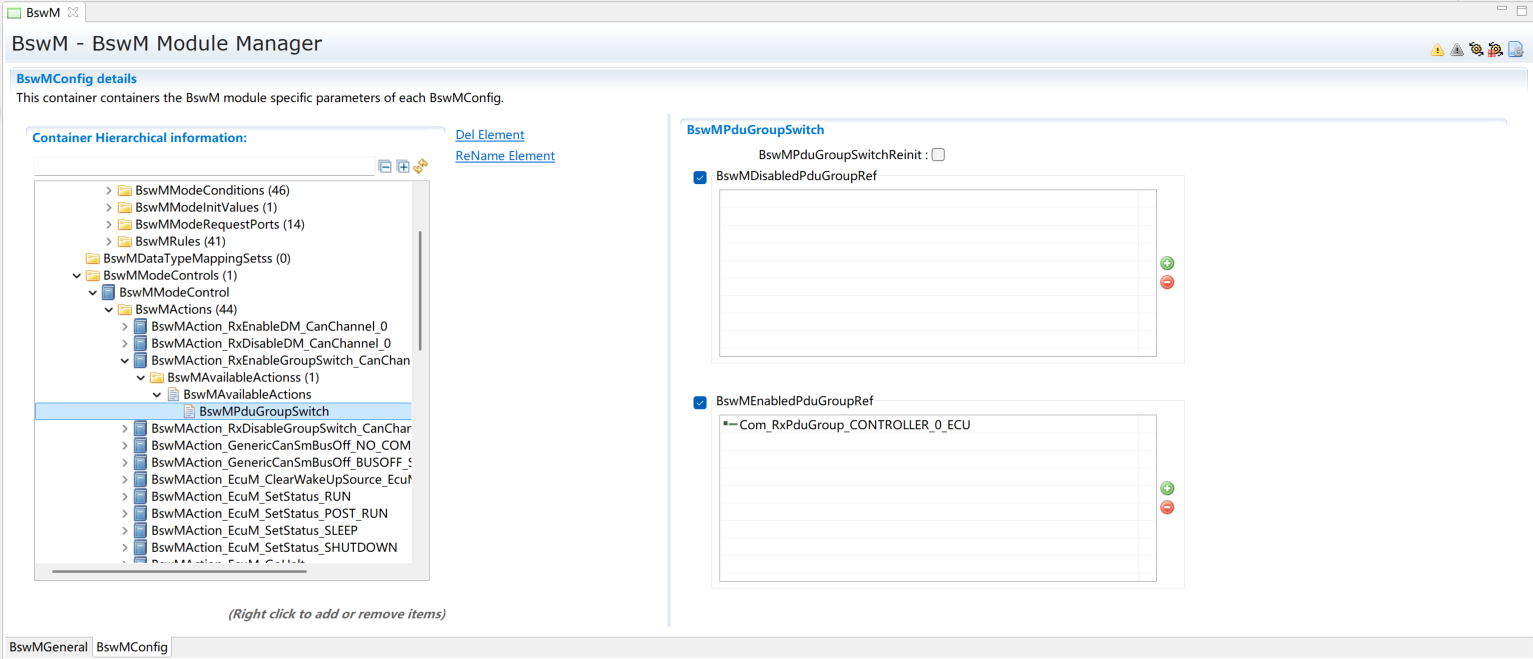 BswM
BswM - BswM Module Manager
BswMConfig details
This container containers the BswM module specific parameters of each BswMConfig.
Container Hierarchical information:
Del Element
ReName Element
BswMModeConditions (46)
BswMModeInitValues (1)
BswMModeRequestPorts (14)
BswMRules (41)
BswMDataTypeMappingSetss (0)
BswMModeControls (1)
BswMModeControl
BswMActions (44)
BswMAction_RxEnableDM_CanChannel_0
BswMAction_RxDisableDM_CanChannel_0
BswMAction_RxEnableGroupSwitch_CanChan
BswMAvailableActionss (1)
BswMAvailableActions
BswMPduGroupSwitch
BswMAction_RxDisableGroupSwitch_CanChar
BswMAction_GenericCanSmBusOff_NO_COM
BswMAction_GenericCanSmBusOff_BUSOFF_S
BswMAction_EcuM_ClearWakeUpSource_EcuM
BswMAction_EcuM_SetStatus_RUN
BswMAction_EcuM_SetStatus_POST_RUN
BswMAction_EcuM_SetStatus_SLEEP
BswMAction_EcuM_SetStatus_SHUTDOWN
(Right click to add or remove items)
BswMPduGroupSwitch
BswMPduGroupSwitchReinit :
BswMDisabledPduGroupRef
BswMEnabledPduGroupRef
Com_RxPduGroup_CONTROLLER_0_ECU
BswMGeneral
BswMConfig